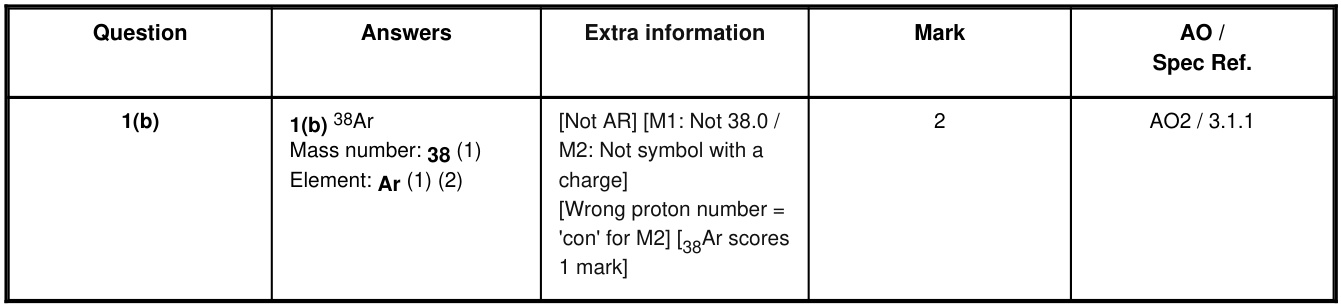 Question Answers Extra information Mark AO /
Spec Ref.
1(b) 1(b) ³⁸Ar [Not AR] [M1: Not 38.0 / 2 AO2 / 3.1.1
Mass number: 38 (1) M2: Not symbol with a
Element: Ar (1) (2) charge]
[Wrong proton number =
'con' for M2] [₃₈Ar scores
1 mark]